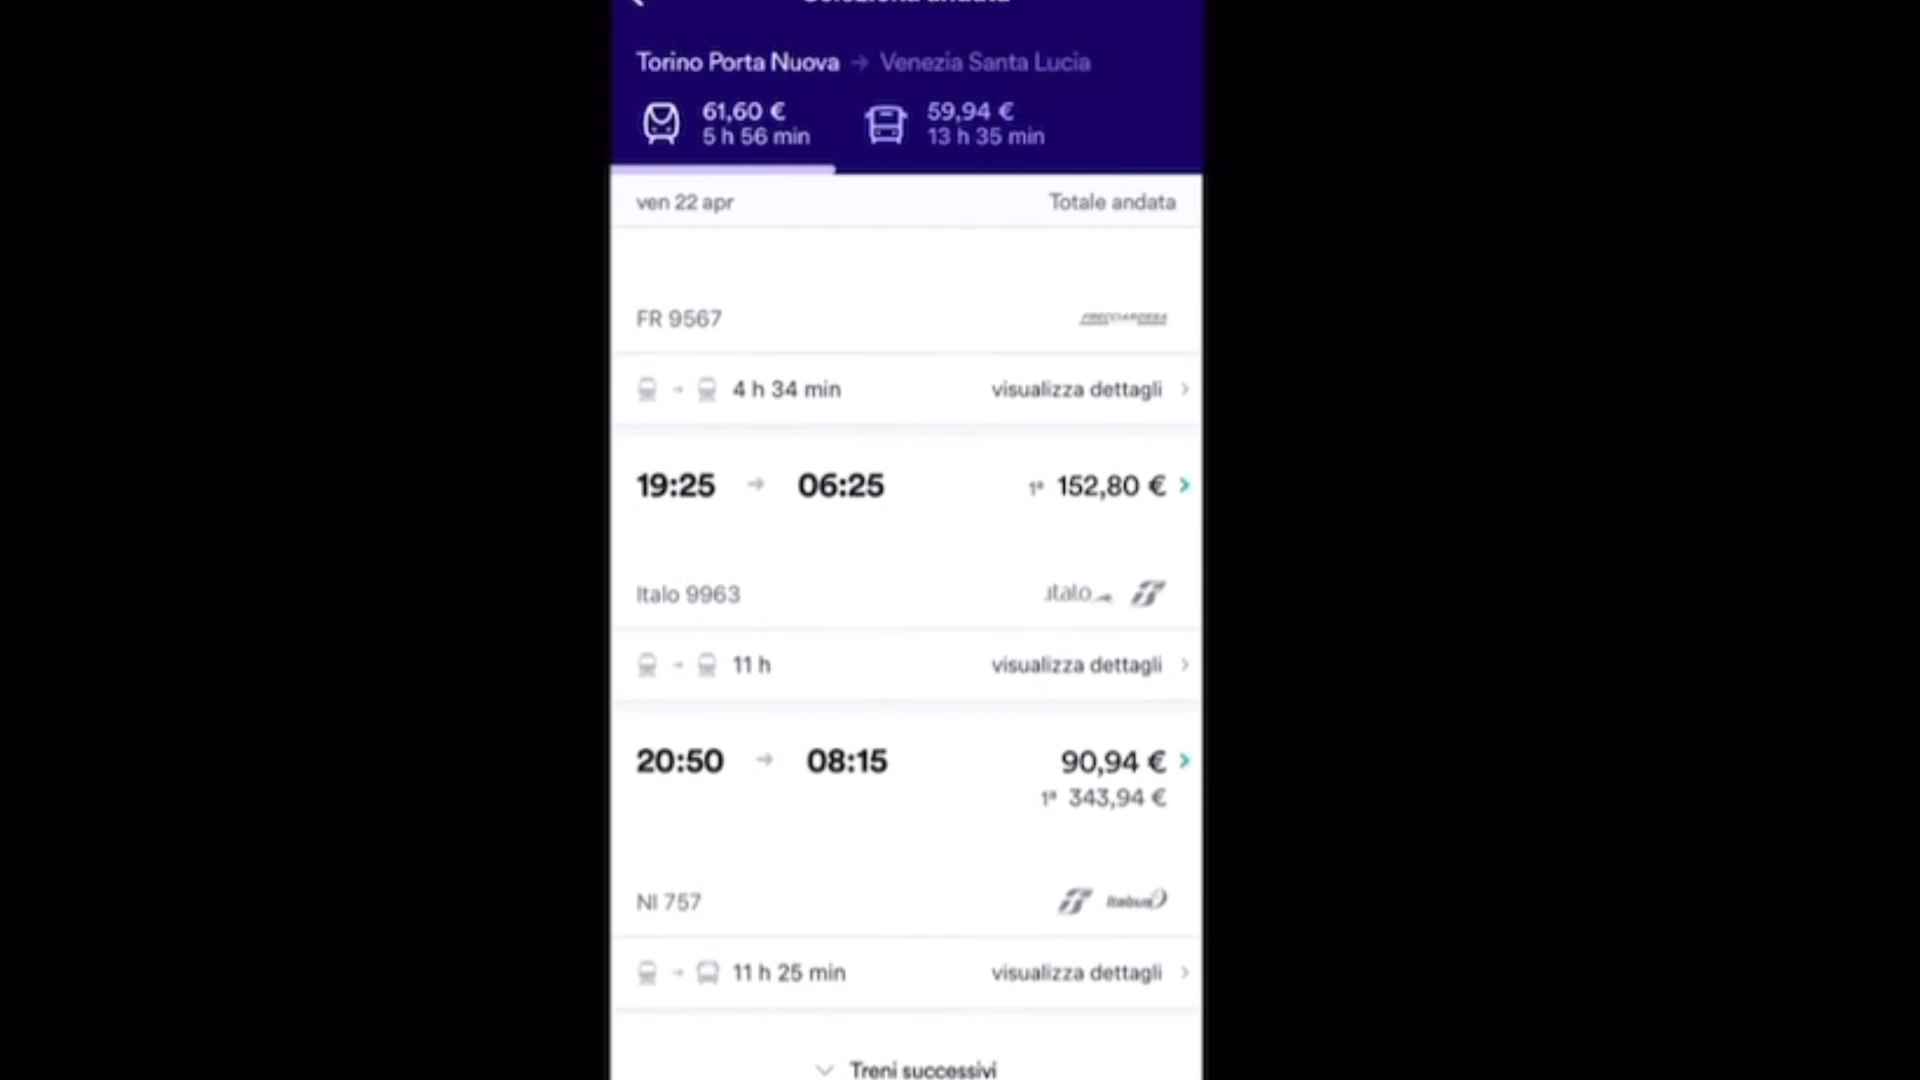 Torino Porta Nuova → Venezia Santa Lucia
61,60 € 59,94 €
5 h 56 min 13 h 35 min
ven 22 apr Totale andata
FR 9567 FRECCIAROSSA
4 h 34 min visualizza dettagli
19:25 → 06:25 1ª 152,80 €
Italo 9963 italo
11 h visualizza dettagli
20:50 → 08:15 90,94 €
1ª 343,94 €
NI 757 itabus
11 h 25 min visualizza dettagli
Treni successivi